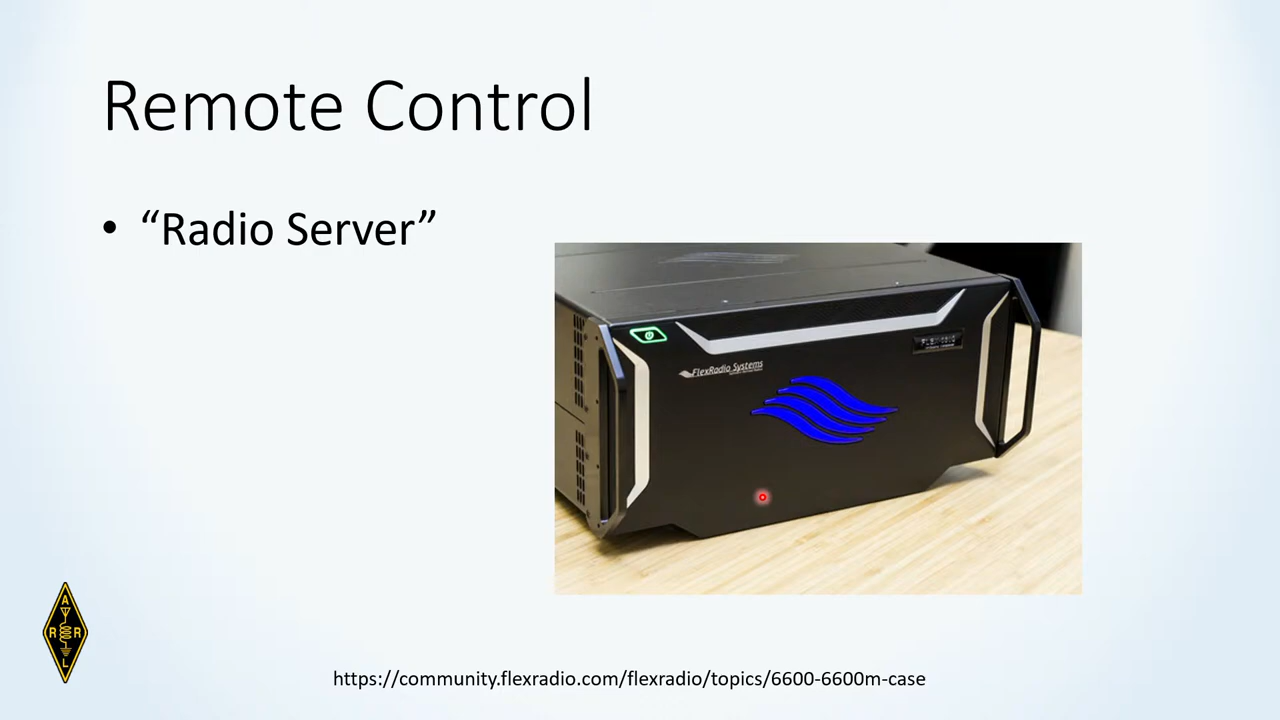 Remote Control
• “Radio Server”
FlexRadio Systems
A
R R
L
https://community.flexradio.com/flexradio/topics/6600-6600m-case